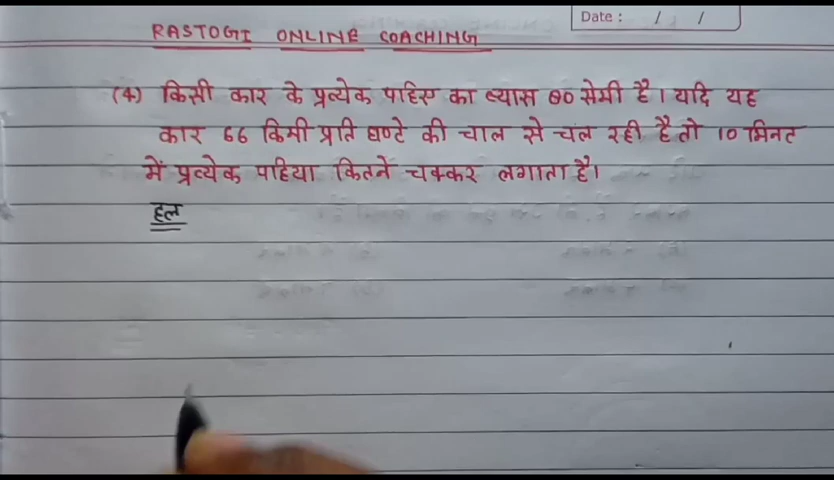 Date : / /
RASTOGI ONLINE COACHING
(4) किसी कार के प्रत्येक पहिए का व्यास 80 सेमी है । यदि यह
कार 66 किमी प्रति घण्टे की चाल से चल रही है तो 10 मिनट
में प्रत्येक पहिया कितने चक्कर लगाता है।
हल